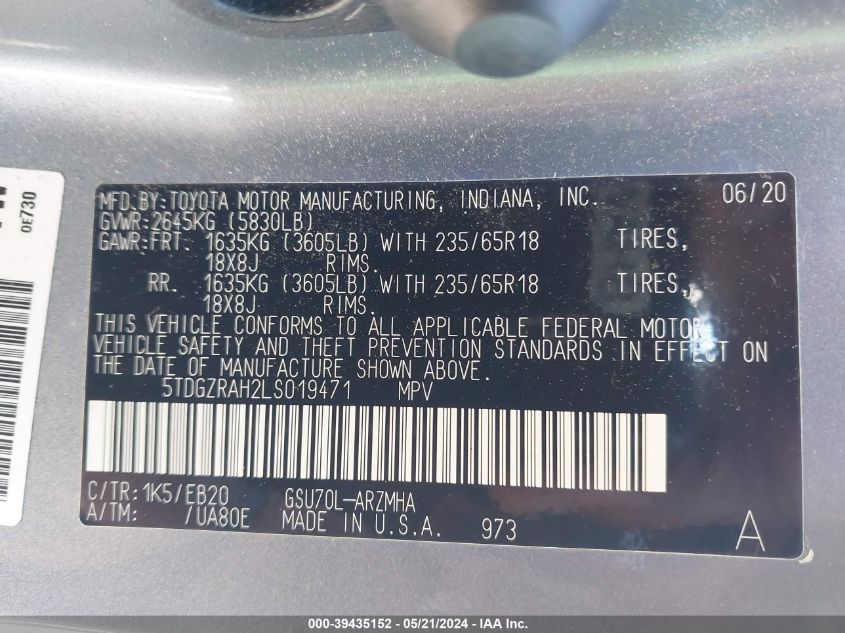 0E730
MFD.BY:TOYOTA MOTOR MANUFACTURING, INDIANA, INC. 06/20
GVWR:2645KG (5830LB)
GAWR:FRT. 1635KG (3605LB) WITH 235/65R18 TIRES,
18X8J RIMS.
RR. 1635KG (3605LB) WITH 235/65R18 TIRES,
18X8J RIMS.
THIS VEHICLE CONFORMS TO ALL APPLICABLE FEDERAL MOTOR
VEHICLE SAFETY AND THEFT PREVENTION STANDARDS IN EFFECT ON
THE DATE OF MANUFACTURE SHOWN ABOVE.
5TDGZRAH2LS019471 MPV
C/TR:1K5/EB20 GSU70L-ARZMHA
A/TM: /UA80E MADE IN U.S.A. 973 A
000-39435152 - 05/21/2024 - IAA Inc.